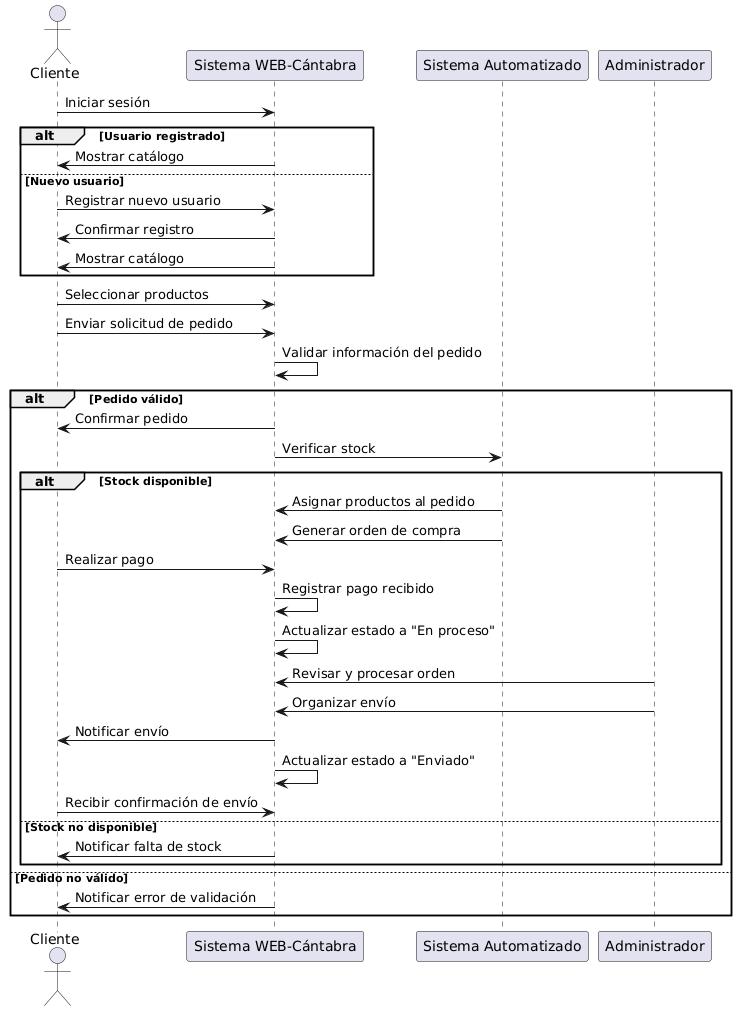 Cliente
Sistema WEB-Cántabra
Sistema Automatizado
Administrador
Iniciar sesión
alt
[Usuario registrado]
Mostrar catálogo
[Nuevo usuario]
Registrar nuevo usuario
Confirmar registro
Mostrar catálogo
Seleccionar productos
Enviar solicitud de pedido
Validar información del pedido
alt
[Pedido válido]
Confirmar pedido
Verificar stock
alt
[Stock disponible]
Asignar productos al pedido
Generar orden de compra
Realizar pago
Registrar pago recibido
Actualizar estado a "En proceso"
Revisar y procesar orden
Organizar envío
Notificar envío
Actualizar estado a "Enviado"
Recibir confirmación de envío
[Stock no disponible]
Notificar falta de stock
[Pedido no válido]
Notificar error de validación
Cliente
Sistema WEB-Cántabra
Sistema Automatizado
Administrador